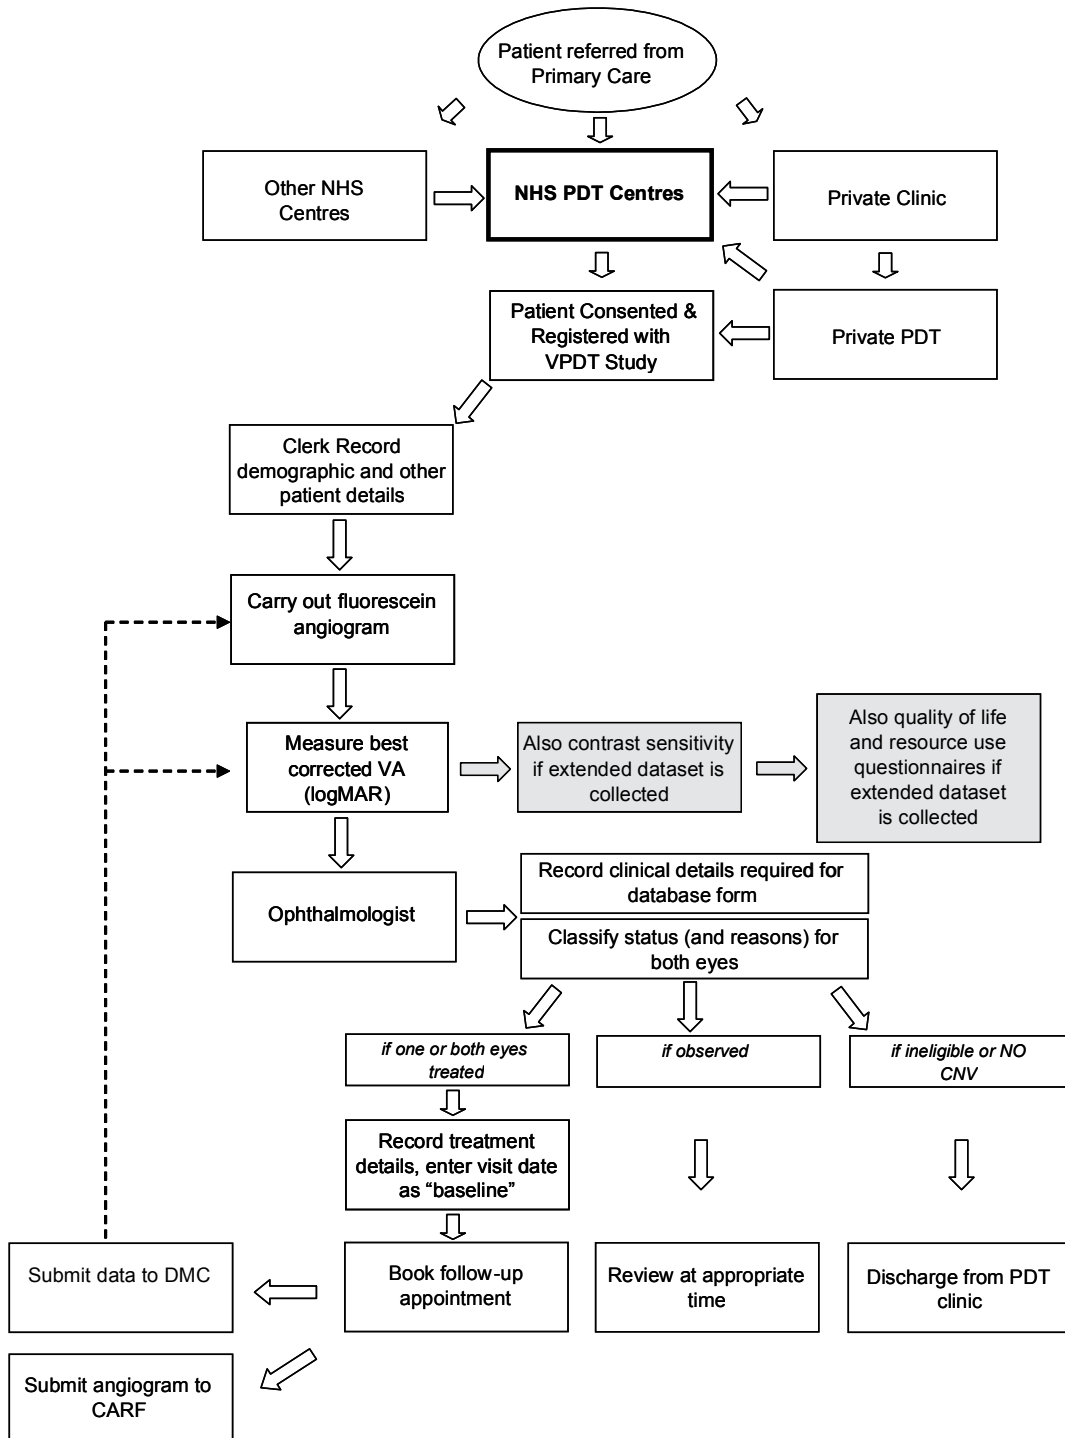 Patient referred from
Primary Care
Other NHS
Centres
NHS PDT Centres
Private Clinic
Patient Consented &
Registered with
VPDT Study
Private PDT
Clerk Record
demographic and other
patient details
Carry out fluorescein
angiogram
Measure best
corrected VA
(logMAR)
Also contrast sensitivity
if extended dataset is
collected
Also quality of life
and resource use
questionnaires if
extended dataset
is collected
Ophthalmologist
Record clinical details required for
database form
Classify status (and reasons) for
both eyes
if one or both eyes
treated
if observed
if ineligible or NO
CNV
Record treatment
details, enter visit date
as “baseline”
Submit data to DMC
Book follow-up
appointment
Review at appropriate
time
Discharge from PDT
clinic
Submit angiogram to
CARF